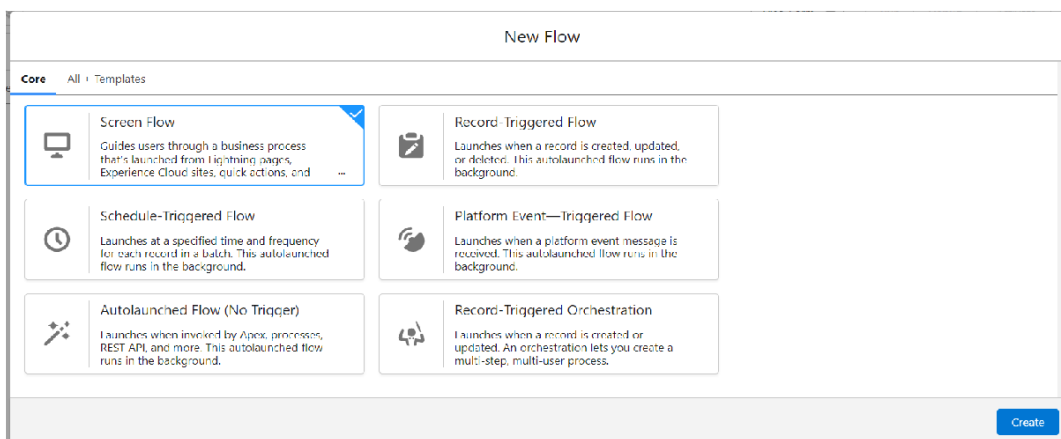 New Flow
Core All + Templates
Screen Flow
Guides users through a business process
that's launched from Lightning pages,
Experience Cloud sites, quick actions, and ...
Record-Triggered Flow
Launches when a record is created, updated,
or deleted. This autolaunched flow runs in the
background.
Schedule-Triggered Flow
Launches at a specified time and frequency
for each record in a batch. This autolaunched
flow runs in the background.
Platform Event—Triggered Flow
Launches when a platform event message is
received. This autolaunched flow runs in the
background.
Autolaunched Flow (No Trigger)
Launches when invoked by Apex, processes,
REST API, and more. This autolaunched flow
runs in the background.
Record-Triggered Orchestration
Launches when a record is created or
updated. An orchestration lets you create a
multi-step, multi-user process.
Create